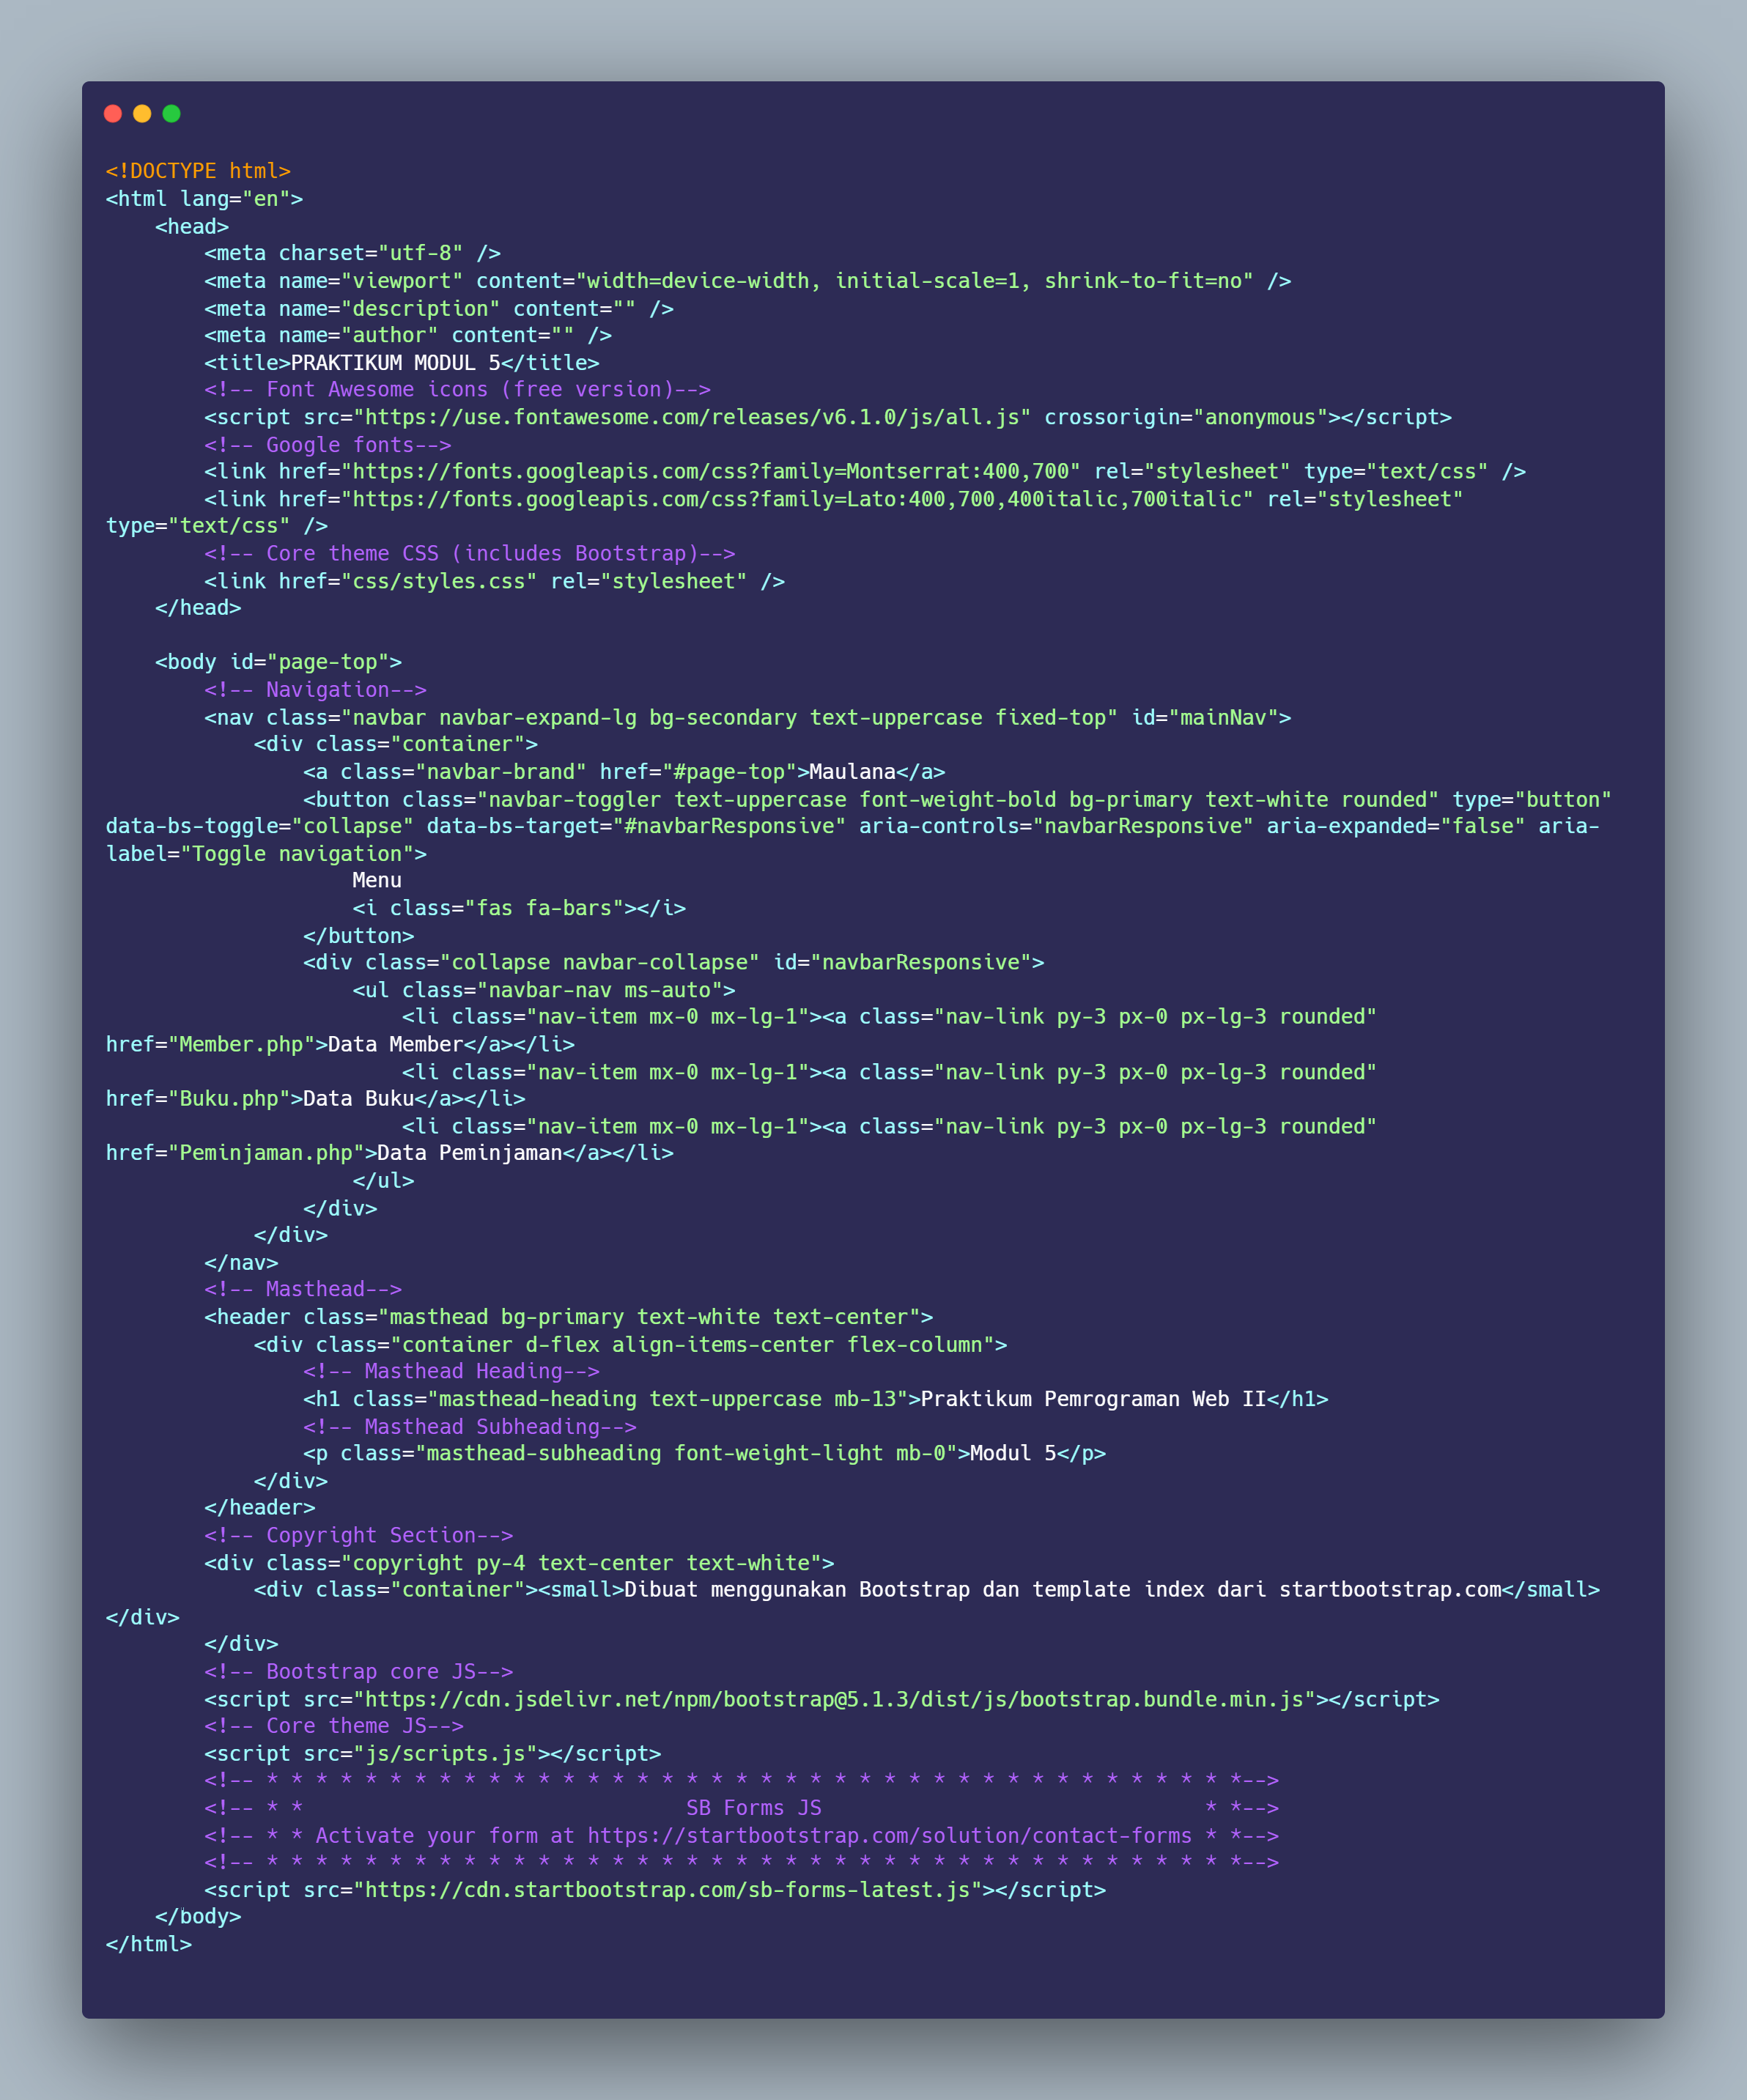 <!DOCTYPE html>
<html lang="en">
    <head>
        <meta charset="utf-8" />
        <meta name="viewport" content="width=device-width, initial-scale=1, shrink-to-fit=no" />
        <meta name="description" content="" />
        <meta name="author" content="" />
        <title>PRAKTIKUM MODUL 5</title>
        <!-- Font Awesome icons (free version)-->
        <script src="https://use.fontawesome.com/releases/v6.1.0/js/all.js" crossorigin="anonymous"></script>
        <!-- Google fonts-->
        <link href="https://fonts.googleapis.com/css?family=Montserrat:400,700" rel="stylesheet" type="text/css" />
        <link href="https://fonts.googleapis.com/css?family=Lato:400,700,400italic,700italic" rel="stylesheet"
type="text/css" />
        <!-- Core theme CSS (includes Bootstrap)-->
        <link href="css/styles.css" rel="stylesheet" />
    </head>

    <body id="page-top">
        <!-- Navigation-->
        <nav class="navbar navbar-expand-lg bg-secondary text-uppercase fixed-top" id="mainNav">
            <div class="container">
                <a class="navbar-brand" href="#page-top">Maulana</a>
                <button class="navbar-toggler text-uppercase font-weight-bold bg-primary text-white rounded" type="button"
data-bs-toggle="collapse" data-bs-target="#navbarResponsive" aria-controls="navbarResponsive" aria-expanded="false" aria-
label="Toggle navigation">
                    Menu
                    <i class="fas fa-bars"></i>
                </button>
                <div class="collapse navbar-collapse" id="navbarResponsive">
                    <ul class="navbar-nav ms-auto">
                        <li class="nav-item mx-0 mx-lg-1"><a class="nav-link py-3 px-0 px-lg-3 rounded"
href="Member.php">Data Member</a></li>
                        <li class="nav-item mx-0 mx-lg-1"><a class="nav-link py-3 px-0 px-lg-3 rounded"
href="Buku.php">Data Buku</a></li>
                        <li class="nav-item mx-0 mx-lg-1"><a class="nav-link py-3 px-0 px-lg-3 rounded"
href="Peminjaman.php">Data Peminjaman</a></li>
                    </ul>
                </div>
            </div>
        </nav>
        <!-- Masthead-->
        <header class="masthead bg-primary text-white text-center">
            <div class="container d-flex align-items-center flex-column">
                <!-- Masthead Heading-->
                <h1 class="masthead-heading text-uppercase mb-13">Praktikum Pemrograman Web II</h1>
                <!-- Masthead Subheading-->
                <p class="masthead-subheading font-weight-light mb-0">Modul 5</p>
            </div>
        </header>
        <!-- Copyright Section-->
        <div class="copyright py-4 text-center text-white">
            <div class="container"><small>Dibuat menggunakan Bootstrap dan template index dari startbootstrap.com</small>
</div>
        </div>
        <!-- Bootstrap core JS-->
        <script src="https://cdn.jsdelivr.net/npm/bootstrap@5.1.3/dist/js/bootstrap.bundle.min.js"></script>
        <!-- Core theme JS-->
        <script src="js/scripts.js"></script>
        <!-- * * * * * * * * * * * * * * * * * * * * * * * * * * * * * * * * * * * * * * * *-->
        <!-- * *                               SB Forms JS                               * *-->
        <!-- * * Activate your form at https://startbootstrap.com/solution/contact-forms * *-->
        <!-- * * * * * * * * * * * * * * * * * * * * * * * * * * * * * * * * * * * * * * * *-->
        <script src="https://cdn.startbootstrap.com/sb-forms-latest.js"></script>
    </body>
</html>